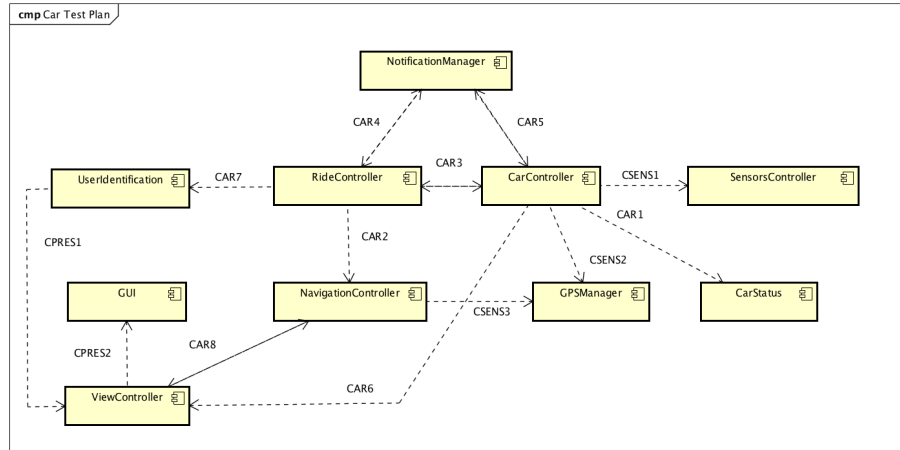 cmp Car Test Plan
NotificationManager
CAR4
CAR5
CAR3
UserIdentification
CAR7
RideController
CarController
CSENS1
SensorsController
CAR1
CPRES1
CAR2
CSENS2
GUI
NavigationController
GPSManager
CarStatus
CSENS3
CPRES2
CAR8
CAR6
ViewController